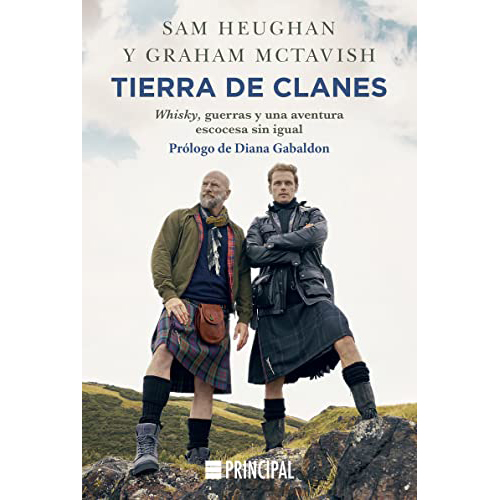 SAM HEUGHAN
Y GRAHAM MCTAVISH
TIERRA DE CLANES
Whisky, guerras y una aventura
escocesa sin igual
Prólogo de Diana Gabaldon
PRINCIPAL